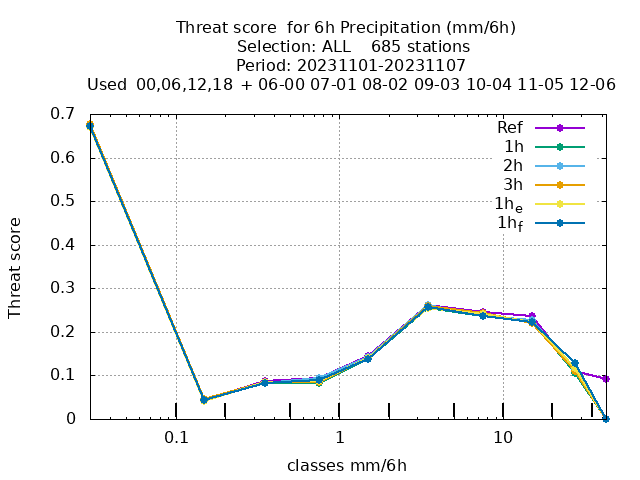 Threat score for 6h Precipitation (mm/6h)
Selection: ALL 685 stations
Period: 20231101-20231107
Used 00,06,12,18 + 06-00 07-01 08-02 09-03 10-04 11-05 12-06
Ref
1h
2h
3h
1he
1hf
0.7
0.6
0.5
0.4
0.3
0.2
0.1
0
Threat score
0.1 1 10
classes mm/6h